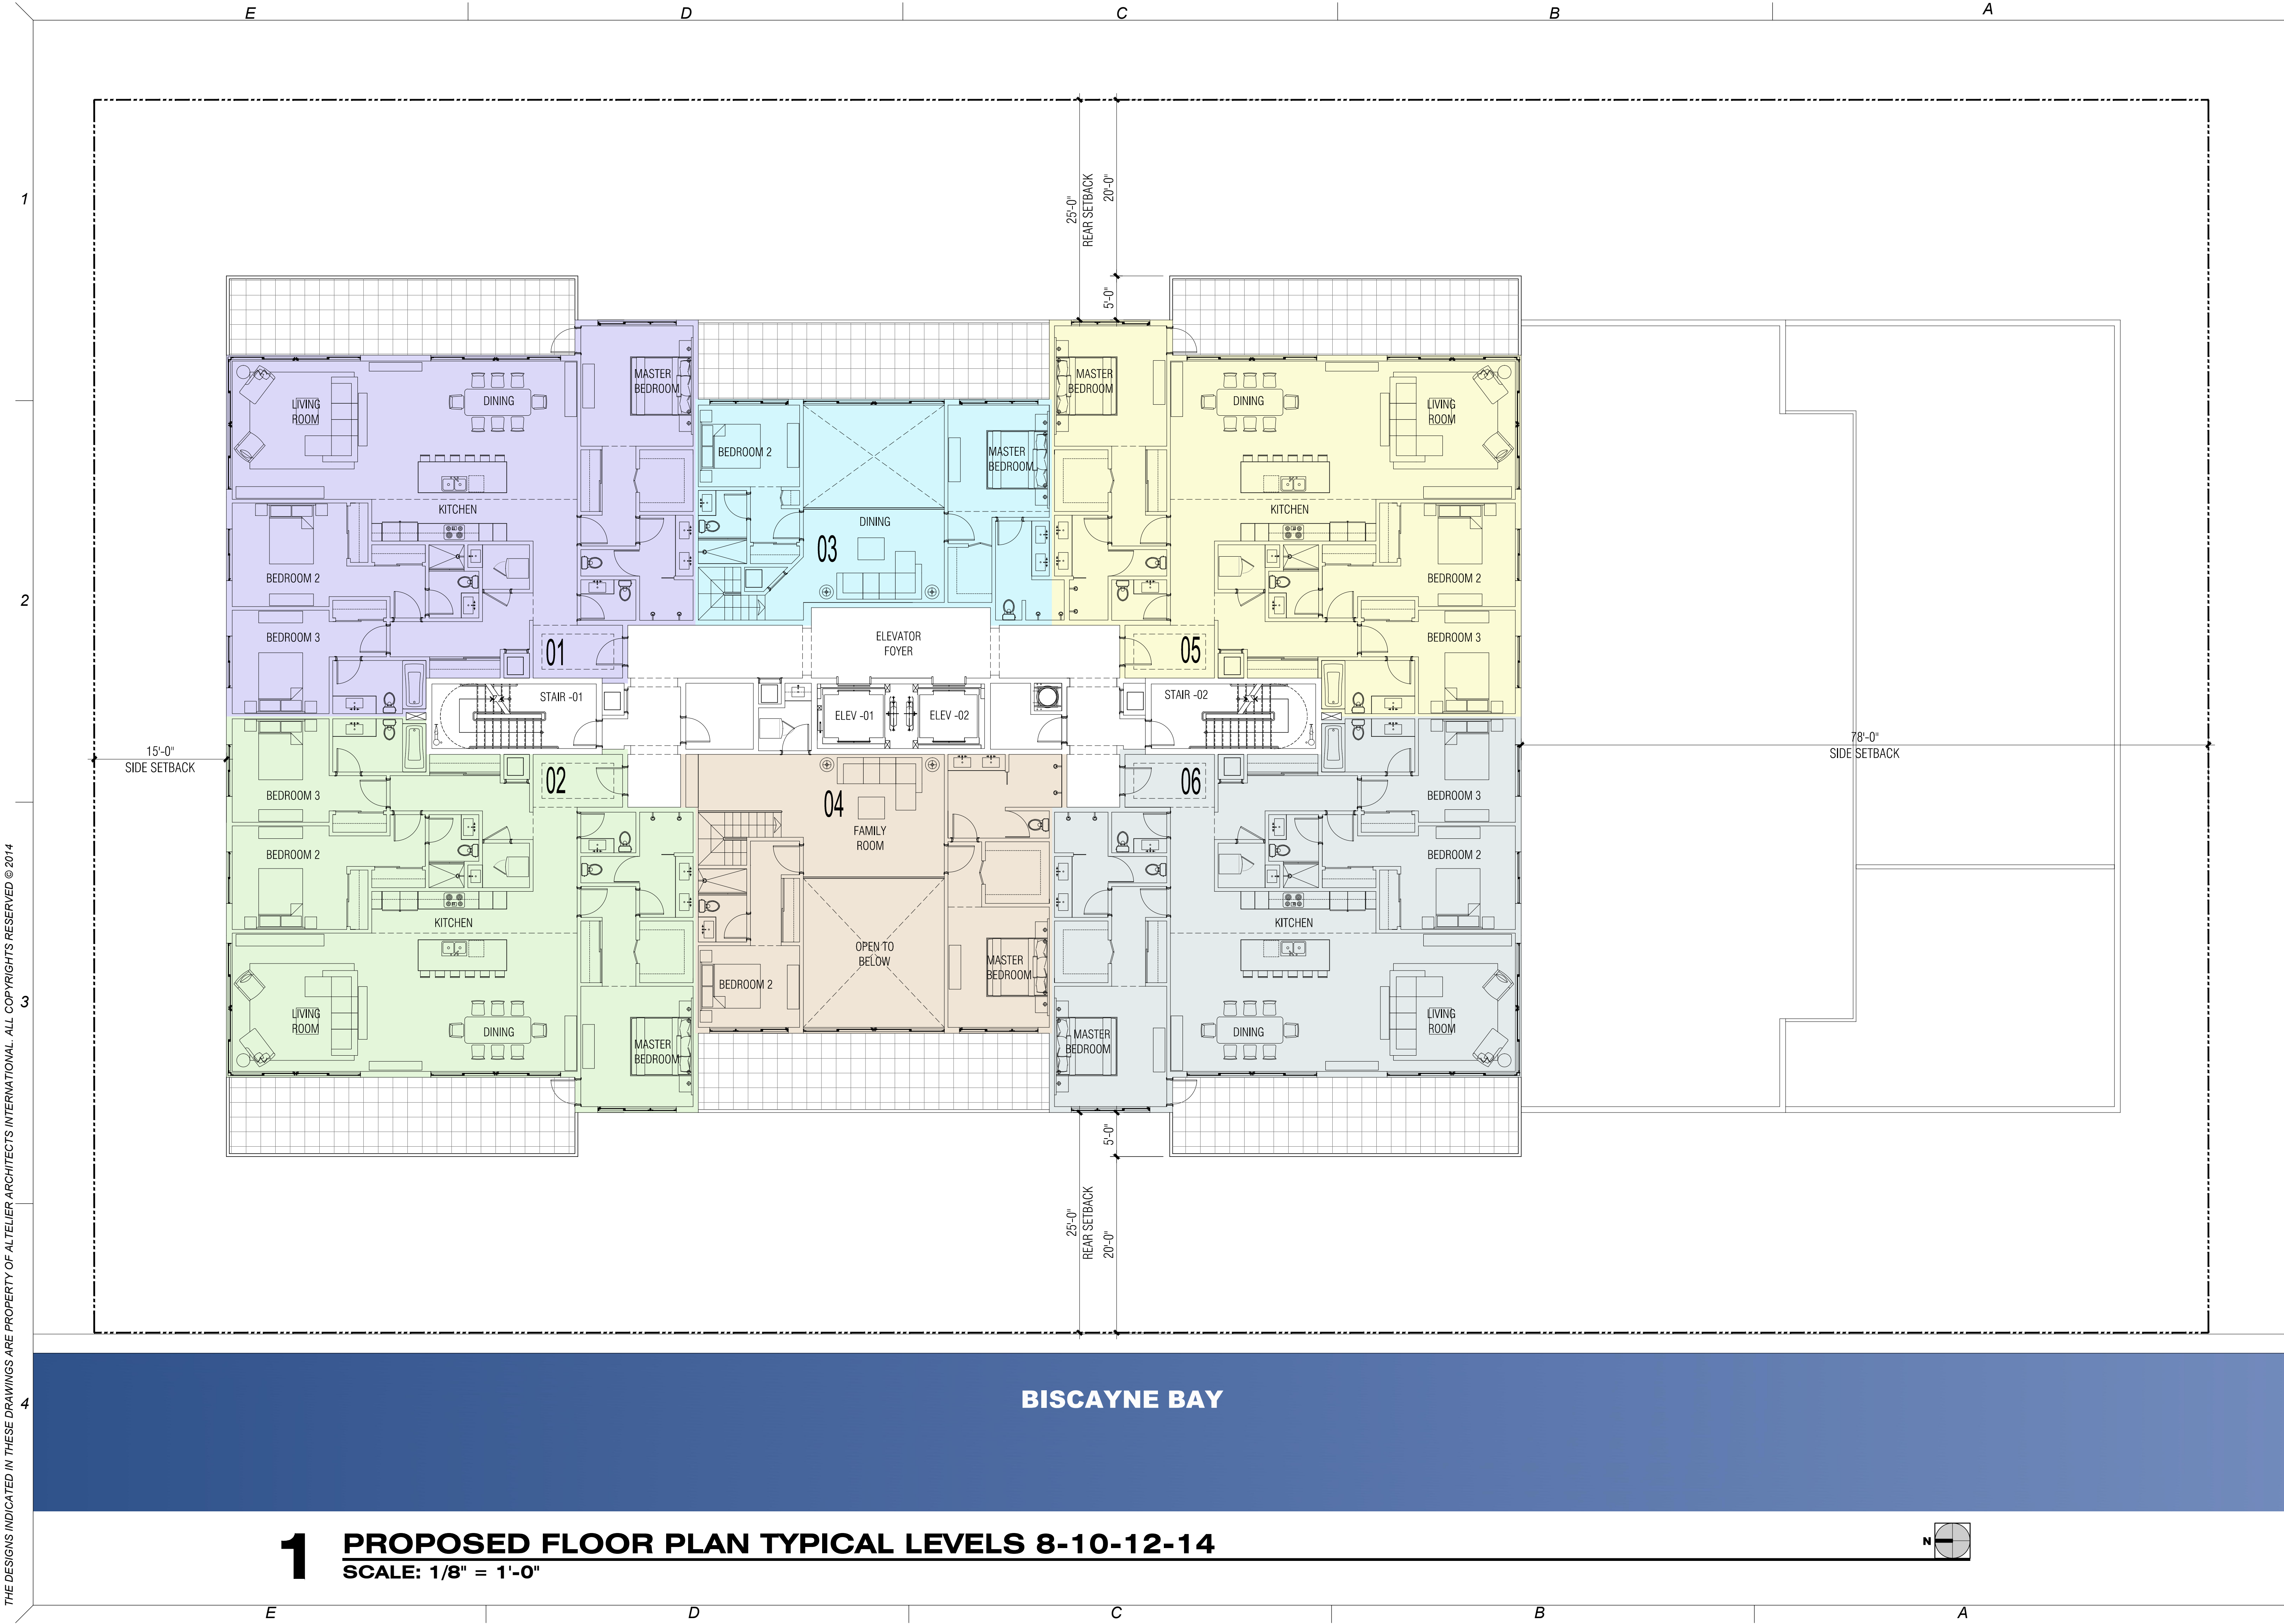 E
D
C
B
A
1
25'-0"
REAR SETBACK
20'-0"
5'-0"
LIVING
ROOM
DINING
MASTER
BEDROOM
KITCHEN
BEDROOM 2
BEDROOM 3
01
BEDROOM 2
MASTER
BEDROOM
DINING
03
MASTER
BEDROOM
DINING
LIVING
ROOM
KITCHEN
BEDROOM 2
BEDROOM 3
05
2
ELEVATOR
FOYER
STAIR -01
ELEV -01
ELEV -02
STAIR -02
15'-0"
SIDE SETBACK
78'-0"
SIDE SETBACK
02
BEDROOM 3
BEDROOM 2
KITCHEN
LIVING
ROOM
DINING
MASTER
BEDROOM
04
FAMILY
ROOM
OPEN TO
BELOW
BEDROOM 2
MASTER
BEDROOM
06
BEDROOM 3
BEDROOM 2
KITCHEN
MASTER
BEDROOM
DINING
LIVING
ROOM
3
5'-0"
25'-0"
REAR SETBACK
20'-0"
4
BISCAYNE BAY
1
PROPOSED FLOOR PLAN TYPICAL LEVELS 8-10-12-14
SCALE: 1/8" = 1'-0"
N
THE DESIGNS INDICATED IN THESE DRAWINGS ARE PROPERTY OF ALTELIER ARCHITECTS INTERNATIONAL. ALL COPYRIGHTS RESERVED © 2014
E
D
C
B
A